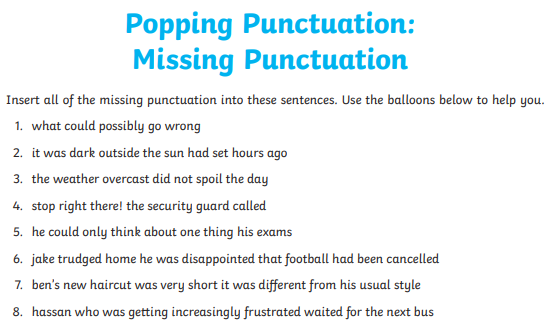 Popping Punctuation:
Missing Punctuation
Insert all of the missing punctuation into these sentences. Use the balloons below to help you.
1. what could possibly go wrong
2. it was dark outside the sun had set hours ago
3. the weather overcast did not spoil the day
4. stop right there! the security guard called
5. he could only think about one thing his exams
6. jake trudged home he was disappointed that football had been cancelled
7. ben's new haircut was very short it was different from his usual style
8. hassan who was getting increasingly frustrated waited for the next bus